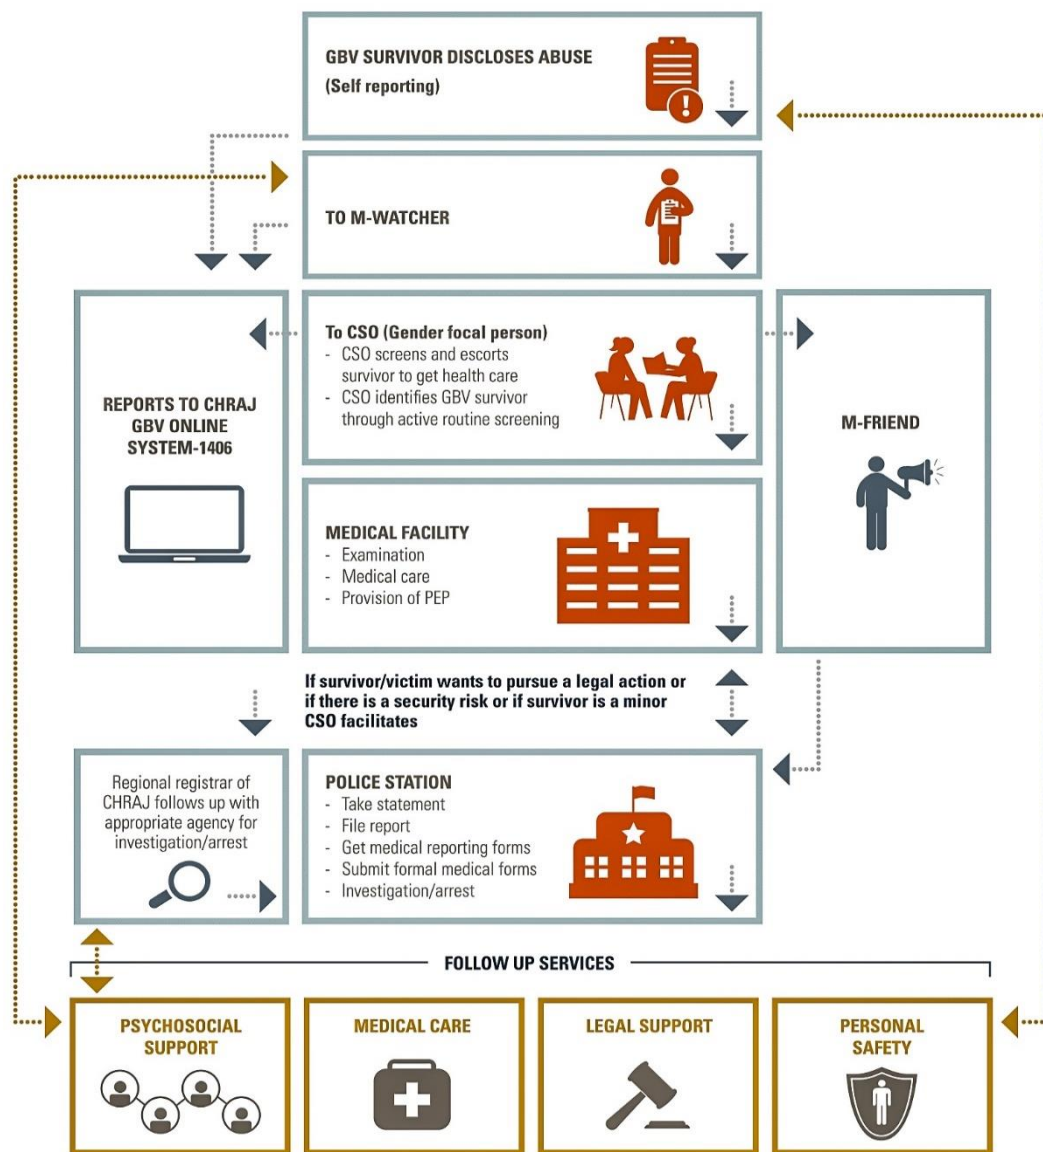 GBV SURVIVOR DISCLOSES ABUSE
(Self reporting)
TO M-WATCHER
REPORTS TO CHRAJ
GBV ONLINE
SYSTEM-1406
To CSO (Gender focal person)
- CSO screens and escorts
survivor to get health care
- CSO identifies GBV survivor
through active routine screening
M-FRIEND
MEDICAL FACILITY
- Examination
- Medical care
- Provision of PEP
If survivor/victim wants to pursue a legal action or
if there is a security risk or if survivor is a minor
CSO facilitates
Regional registrar of
CHRAJ follows up with
appropriate agency for
investigation/arrest
POLICE STATION
- Take statement
- File report
- Get medical reporting forms
- Submit formal medical forms
- Investigation/arrest
FOLLOW UP SERVICES
PSYCHOSOCIAL
SUPPORT
MEDICAL CARE
LEGAL SUPPORT
PERSONAL
SAFETY